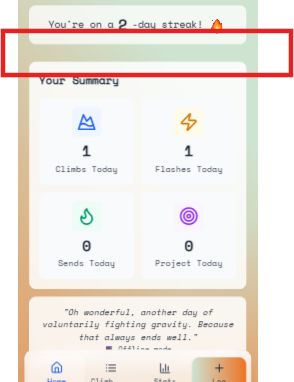 You're on a 2 -day streak! 🔥
Your Summary
1
Climbs Today
1
Flashes Today
0
Sends Today
0
Project Today
"Oh wonderful, another day of
voluntarily fighting gravity. Because
that always ends well."
Offline mode
Home
Climb
Stats
Log